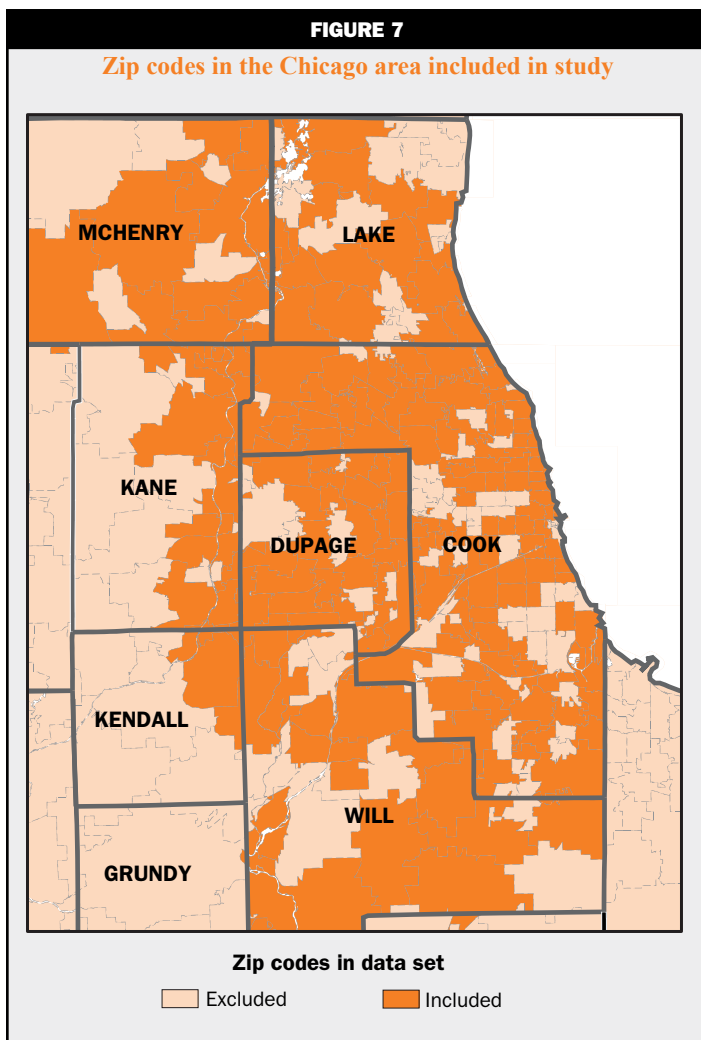 FIGURE 7
Zip codes in the Chicago area included in study
MCHENRY
LAKE
KANE
DUPAGE
COOK
KENDALL
WILL
GRUNDY
Zip codes in data set
Excluded
Included